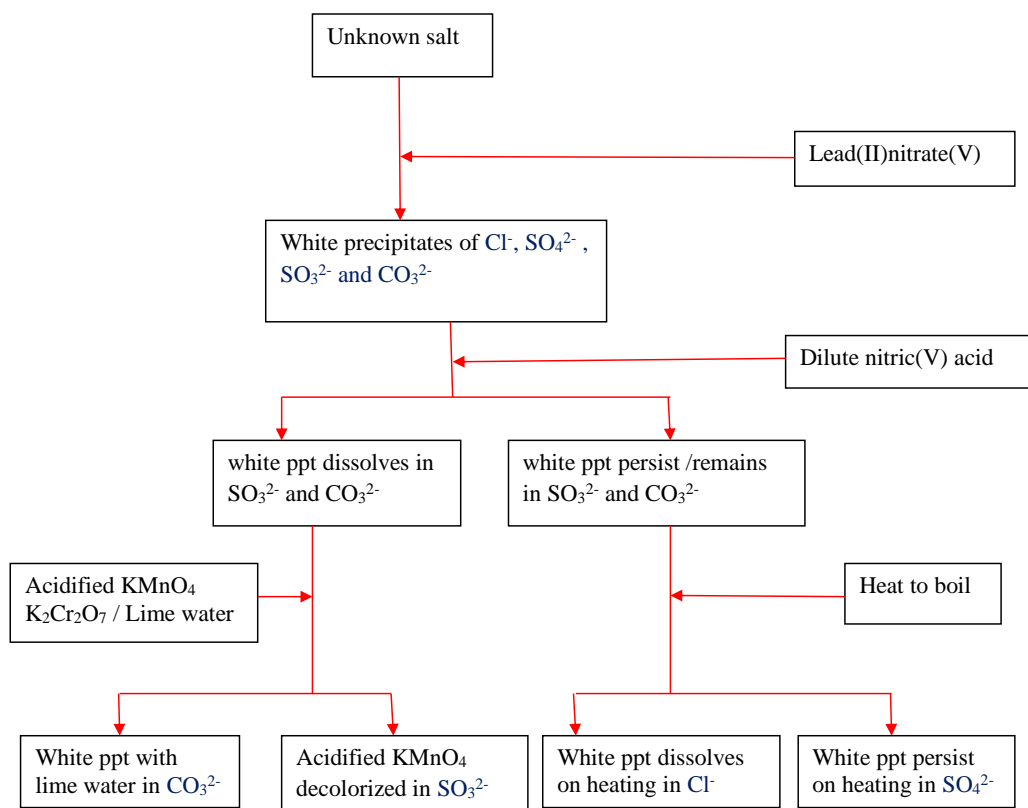 Unknown salt
Lead(II)nitrate(V)
White precipitates of Cl⁻, SO₄²⁻ ,
SO₃²⁻ and CO₃²⁻
Dilute nitric(V) acid
white ppt dissolves in
SO₃²⁻ and CO₃²⁻
white ppt persist /remains
in SO₃²⁻ and CO₃²⁻
Acidified KMnO₄
K₂Cr₂O₇ / Lime water
Heat to boil
White ppt with
lime water in CO₃²⁻
Acidified KMnO₄
decolorized in SO₃²⁻
White ppt dissolves
on heating in Cl⁻
White ppt persist
on heating in SO₄²⁻